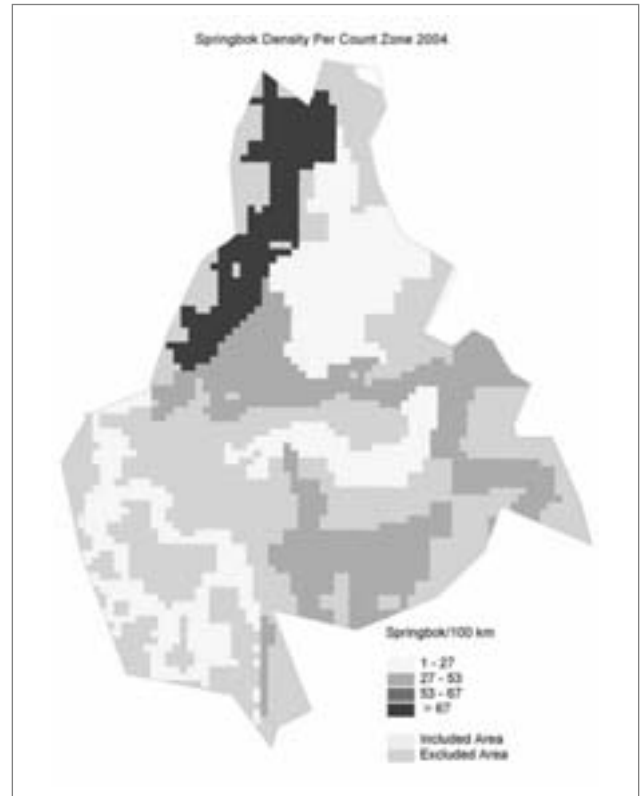 Springbok Density Per Count Zone 2004
Springbok/100 km
1 - 27
27 - 53
53 - 67
> 67
Included Area
Excluded Area